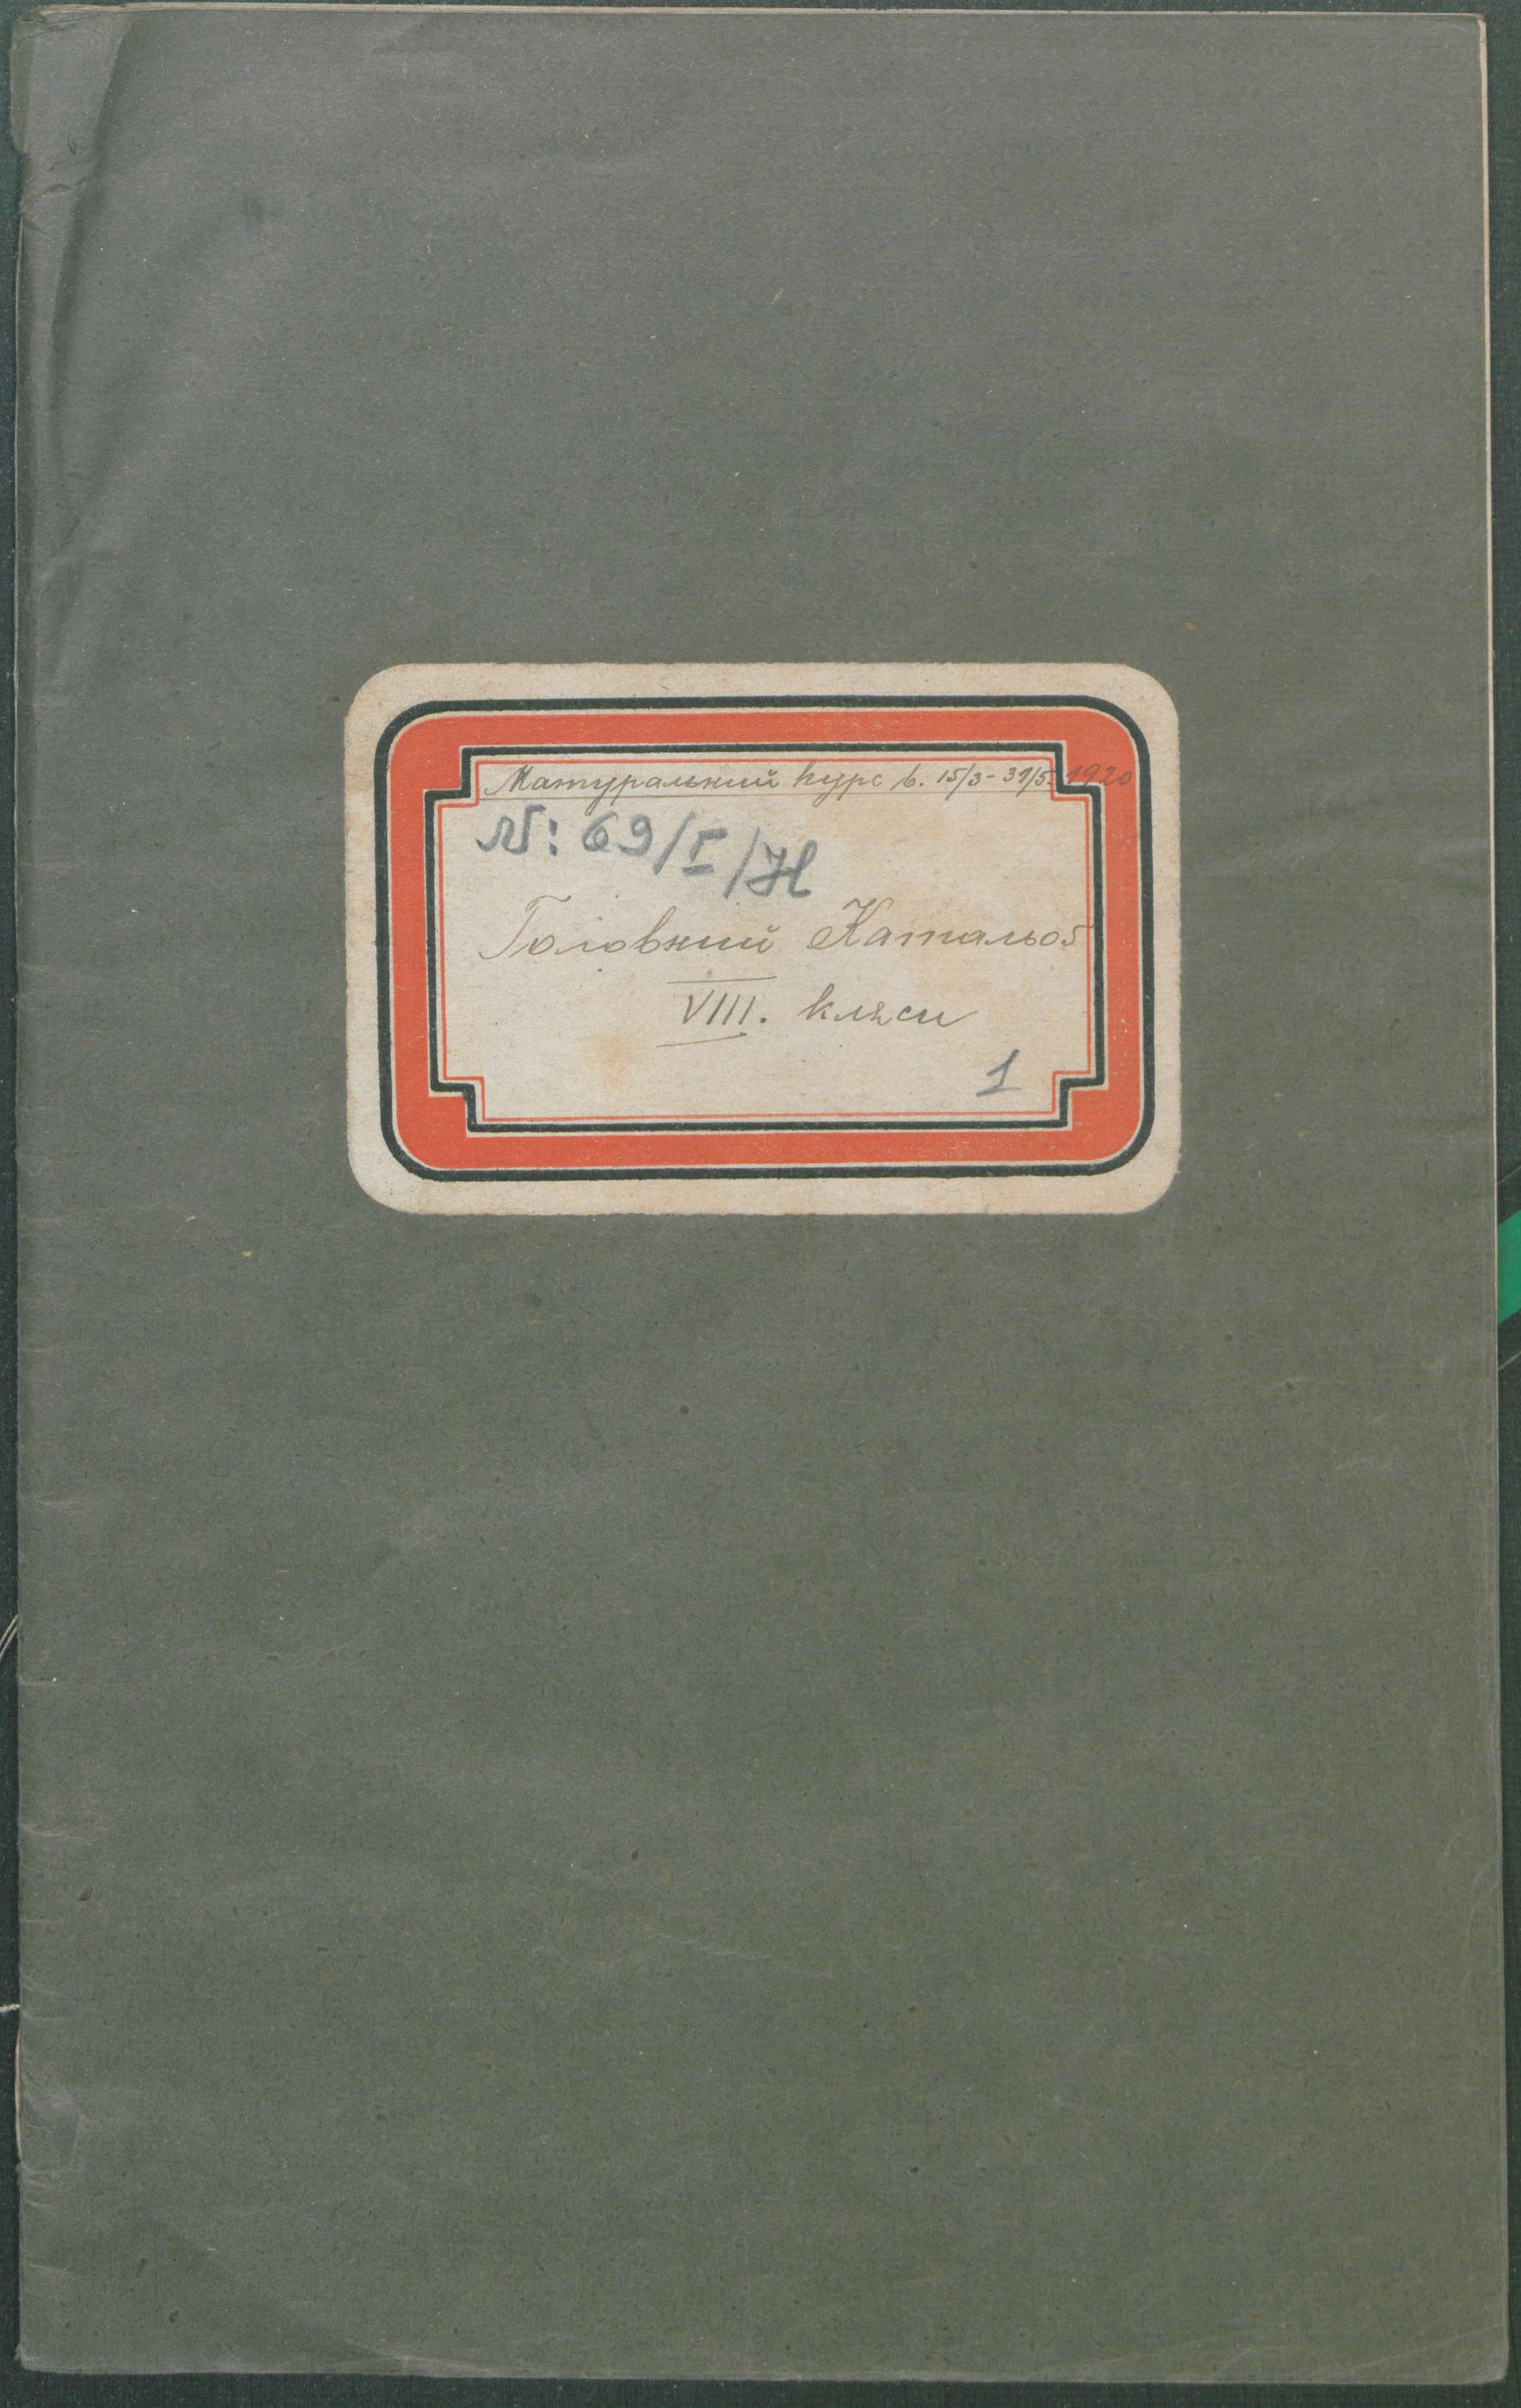 Матуральний курс в. 15/3 - 31/5. 1920
№: 69/I/Н
Головний Катальоґ
VIII. кляси
1